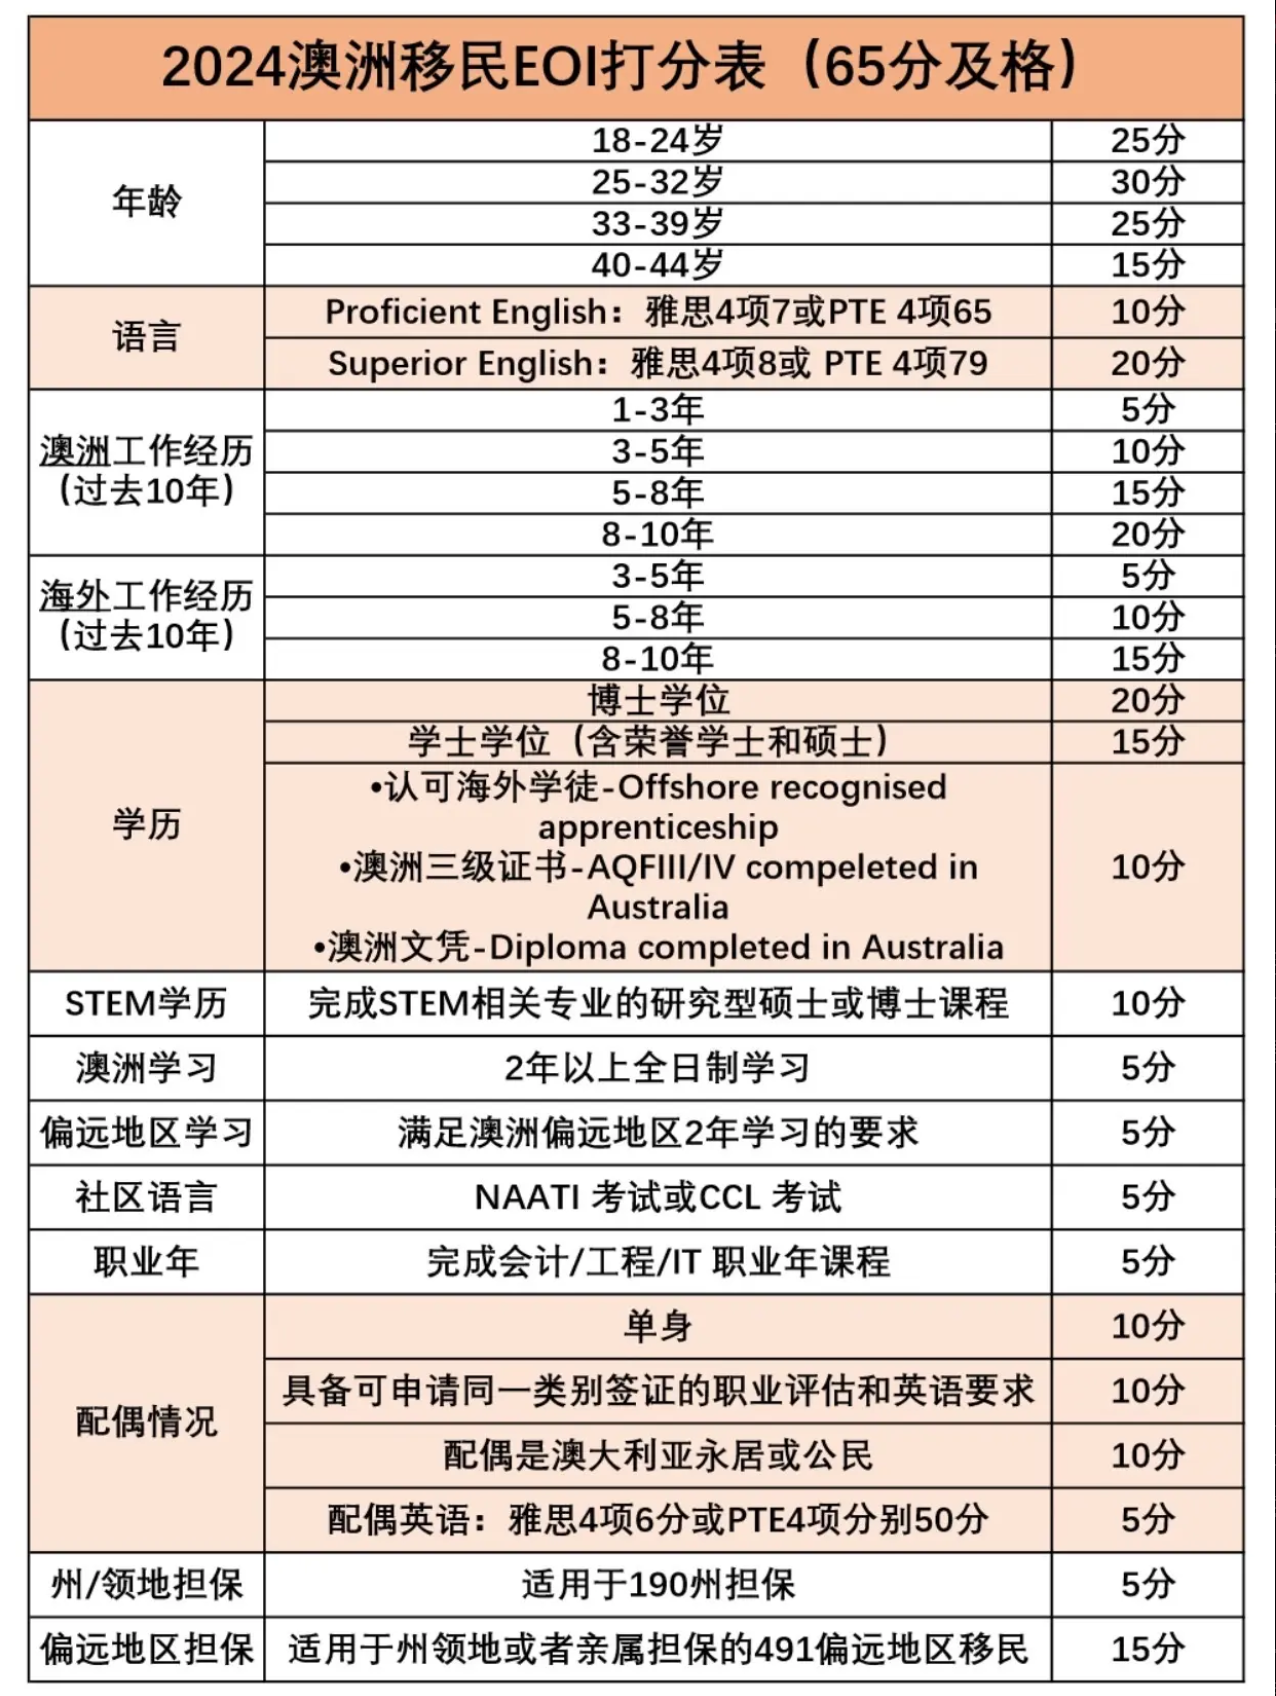 2024澳洲移民EOI打分表（65分及格）
年龄
18-24岁 25分
25-32岁 30分
33-39岁 25分
40-44岁 15分
语言
Proficient English：雅思4项7或PTE 4项65 10分
Superior English：雅思4项8或 PTE 4项79 20分
澳洲工作经历
（过去10年）
1-3年 5分
3-5年 10分
5-8年 15分
8-10年 20分
海外工作经历
（过去10年）
3-5年 5分
5-8年 10分
8-10年 15分
学历
博士学位 20分
学士学位（含荣誉学士和硕士） 15分
•认可海外学徒-Offshore recognised
apprenticeship
•澳洲三级证书-AQFIII/IV compeleted in
Australia
•澳洲文凭-Diploma completed in Australia
10分
STEM学历 完成STEM相关专业的研究型硕士或博士课程 10分
澳洲学习 2年以上全日制学习 5分
偏远地区学习 满足澳洲偏远地区2年学习的要求 5分
社区语言 NAATI 考试或CCL 考试 5分
职业年 完成会计/工程/IT 职业年课程 5分
配偶情况
单身 10分
具备可申请同一类别签证的职业评估和英语要求 10分
配偶是澳大利亚永居或公民 10分
配偶英语：雅思4项6分或PTE4项分别50分 5分
州/领地担保 适用于190州担保 5分
偏远地区担保 适用于州领地或者亲属担保的491偏远地区移民 15分